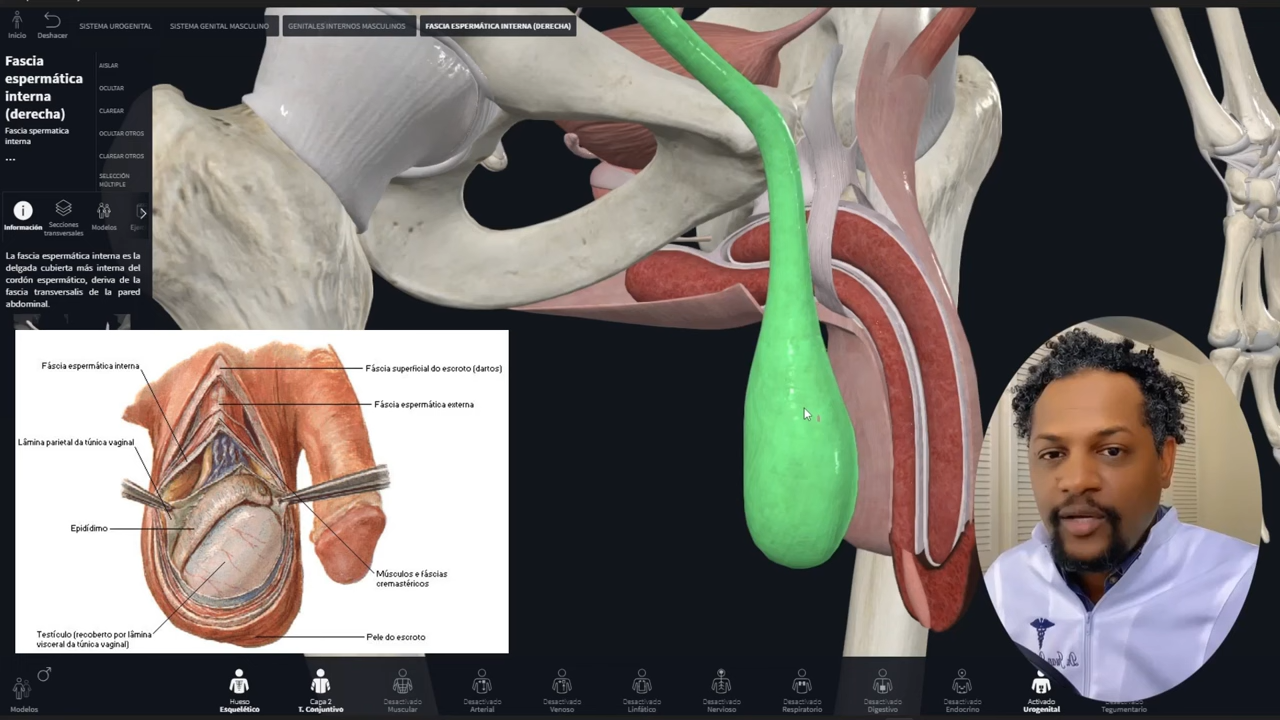 Inicio
Deshacer
SISTEMA UROGENITAL
SISTEMA GENITAL MASCULINO
GENITALES INTERNOS MASCULINOS
FASCIA ESPERMÁTICA INTERNA (DERECHA)
Fascia
espermática
interna
(derecha)
Fascia spermatica
interna
...
AISLAR
OCULTAR
CLAREAR
OCULTAR OTROS
CLAREAR OTROS
SELECCIÓN
MÚLTIPLE
Información
Secciones
transversales
Modelos
La fascia espermática interna es la
delgada cubierta más interna del
cordón espermático, deriva de la
fascia transversalis de la pared
abdominal.
Fáscia espermática interna
Fáscia superficial do escroto (dartos)
Fáscia espermática externa
Lâmina parietal da túnica vaginal
Epidídimo
Músculos e fáscias
cremastéricos
Testículo (recoberto por lâmina
visceral da túnica vaginal)
Pele do escroto
Modelos
Hueso
Esquelético
Capa 2
T. Conjuntivo
Desactivado
Muscular
Desactivado
Arterial
Desactivado
Venoso
Desactivado
Linfático
Desactivado
Nervioso
Desactivado
Respiratorio
Desactivado
Digestivo
Desactivado
Endocrino
Activado
Urogenital
Desactivado
Tegumentario